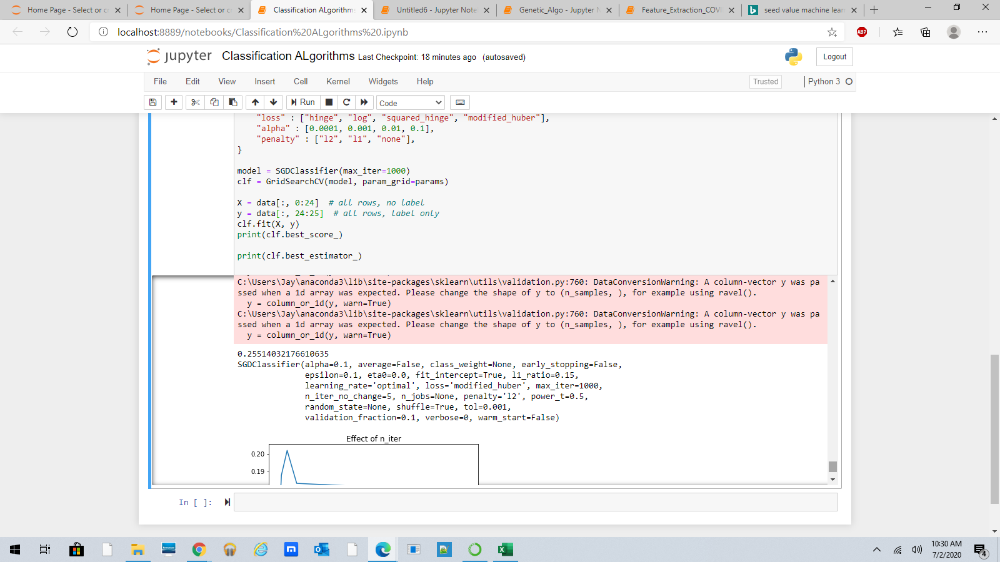 Home Page - Select or cr
Home Page - Select or cr
Classification ALgorithms
Untitled6 - Jupyter Note
Genetic_Algo - Jupyter N
Feature_Extraction_COVI
seed value machine lear
localhost:8889/notebooks/Classification%20ALgorithms%20.ipynb
ABP
jupyter Classification ALgorithms Last Checkpoint: 18 minutes ago (autosaved)
Logout
File Edit View Insert Cell Kernel Widgets Help
Trusted
Python 3
Run
Code
"loss" : ["hinge", "log", "squared_hinge", "modified_huber"],
"alpha" : [0.0001, 0.001, 0.01, 0.1],
"penalty" : ["l2", "l1", "none"],
}
model = SGDClassifier(max_iter=1000)
clf = GridSearchCV(model, param_grid=params)
X = data[:, 0:24]  # all rows, no label
y = data[:, 24:25]  # all rows, label only
clf.fit(X, y)
print(clf.best_score_)
print(clf.best_estimator_)
C:\Users\Jay\anaconda3\lib\site-packages\sklearn\utils\validation.py:760: DataConversionWarning: A column-vector y was pa
ssed when a 1d array was expected. Please change the shape of y to (n_samples, ), for example using ravel().
y = column_or_1d(y, warn=True)
C:\Users\Jay\anaconda3\lib\site-packages\sklearn\utils\validation.py:760: DataConversionWarning: A column-vector y was pa
ssed when a 1d array was expected. Please change the shape of y to (n_samples, ), for example using ravel().
y = column_or_1d(y, warn=True)
0.25514032176610635
SGDClassifier(alpha=0.1, average=False, class_weight=None, early_stopping=False,
epsilon=0.1, eta0=0.0, fit_intercept=True, l1_ratio=0.15,
learning_rate='optimal', loss='modified_huber', max_iter=1000,
n_iter_no_change=5, n_jobs=None, penalty='l2', power_t=0.5,
random_state=None, shuffle=True, tol=0.001,
validation_fraction=0.1, verbose=0, warm_start=False)
Effect of n_iter
0.20
0.19
In [ ]:
10:30 AM
7/2/2020
4